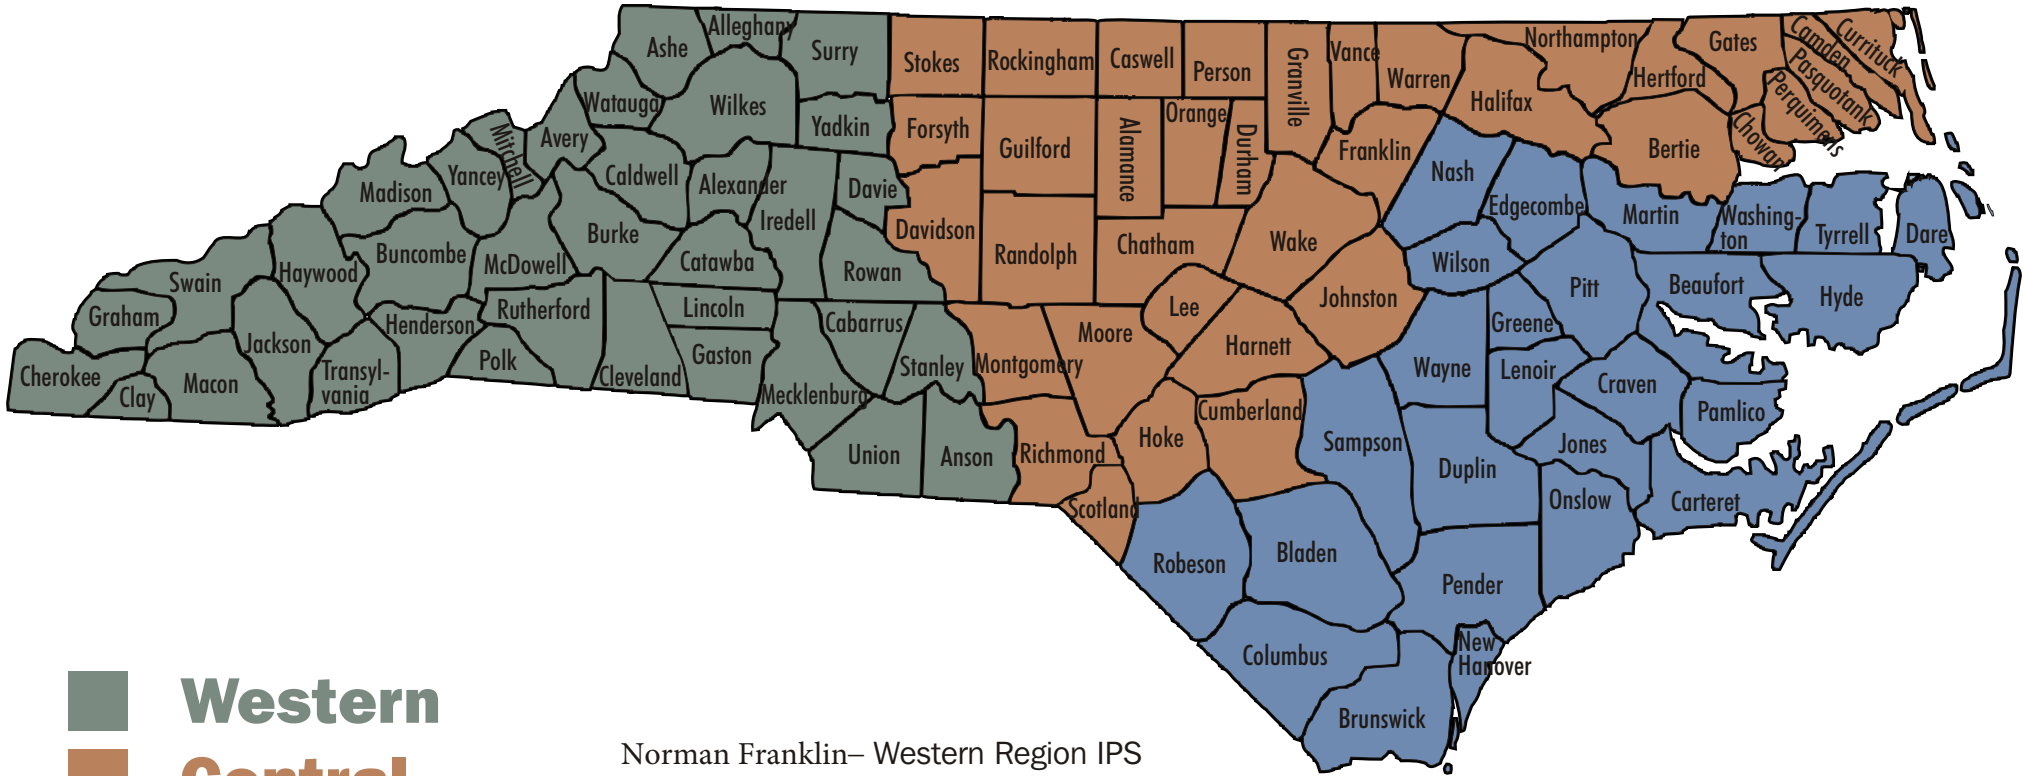 Alleghany
Ashe
Surry
Stokes
Rockingham
Caswell
Person
Granville
Vance
Warren
Northampton
Gates
Camden
Currituck
Pasquotank
Perquimens
Chowan
Hertford
Halifax
Bertie
Watauga
Wilkes
Yadkin
Forsyth
Guilford
Alamance
Orange
Durham
Franklin
Nash
Edgecombe
Martin
Washing-
ton
Tyrrell
Dare
Mitchell
Avery
Caldwell
Alexander
Iredell
Davie
Davidson
Randolph
Chatham
Wake
Johnston
Wilson
Pitt
Beaufort
Hyde
Madison
Yancey
Burke
Catawba
Rowan
Swain
Haywood
Buncombe
McDowell
Rutherford
Lincoln
Cabarrus
Stanley
Montgomery
Moore
Lee
Harnett
Wayne
Greene
Lenoir
Craven
Pamlico
Graham
Jackson
Henderson
Polk
Cleveland
Gaston
Mecklenburg
Cherokee
Clay
Macon
Transyl-
vania
Union
Anson
Richmond
Scotland
Hoke
Cumberland
Sampson
Duplin
Jones
Onslow
Carteret
Robeson
Bladen
Pender
Columbus
New
Hanover
Brunswick
Western
Central
Norman Franklin– Western Region IPS